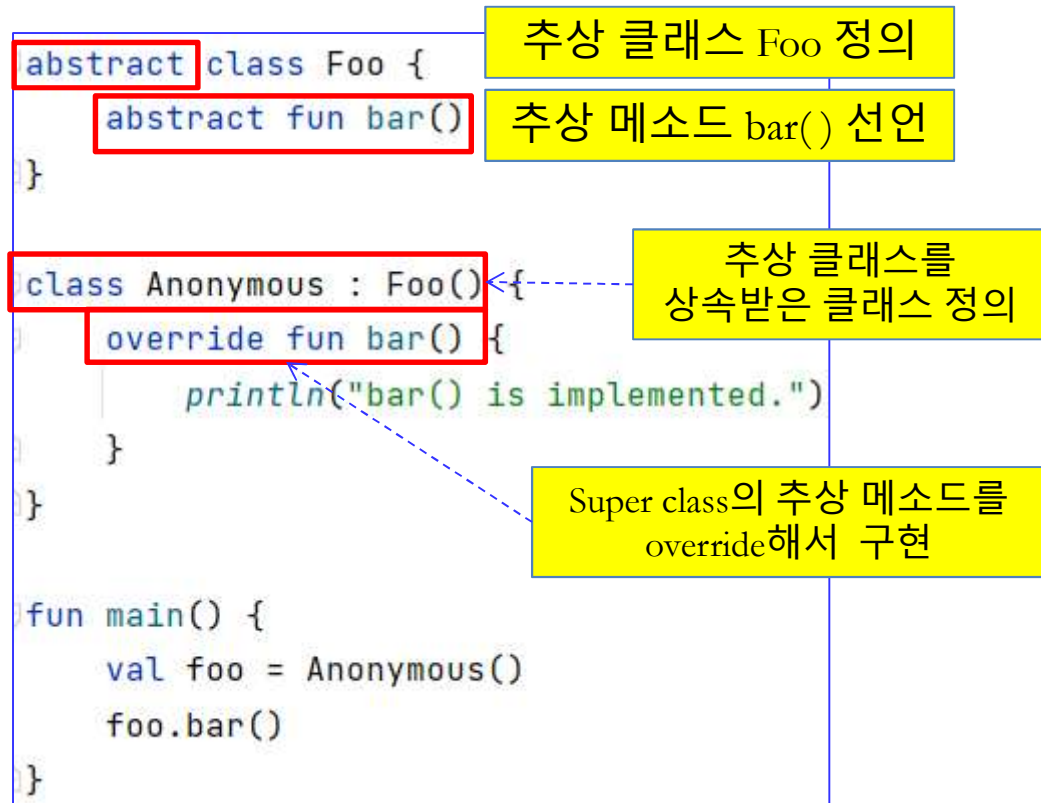 추상 클래스 Foo 정의
abstract class Foo {
추상 메소드 bar( ) 선언
abstract fun bar()
}
추상 클래스를
상속받은 클래스 정의
class Anonymous : Foo() {
override fun bar() {
println("bar() is implemented.")
}
}
Super class의 추상 메소드를
override해서 구현
fun main() {
val foo = Anonymous()
foo.bar()
}